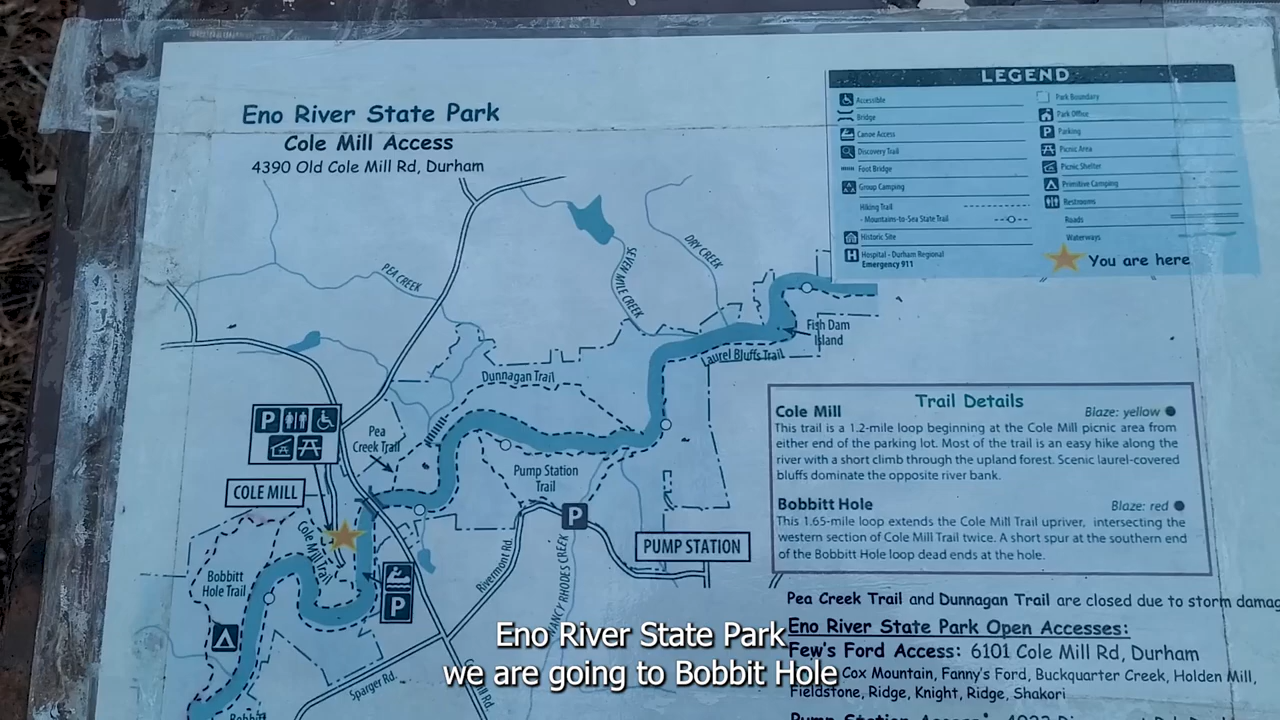 Eno River State Park
Cole Mill Access
4390 Old Cole Mill Rd, Durham
LEGEND
Accessible
Bridge
Canoe Access
Discovery Trail
Foot Bridge
Group Camping
Hiking Trail
- Mountains-to-Sea State Trail
Historic Site
Hospital - Durham Regional
Emergency 911
Park Boundary
Park Office
Parking
Picnic Area
Picnic Shelter
Primitive Camping
Restrooms
Roads
Waterways
You are here
PEA CREEK
SEVEN MILE CREEK
DRY CREEK
Fish Dam
Island
Laurel Bluffs Trail
Dunnagan Trail
P
Pea
Creek Trail
COLE MILL
Pump Station
Trail
P
PUMP STATION
Cole Mill Trail
Bobbitt
Hole Trail
P
Rivermont Rd.
NANCY RHODES CREEK
Sparger Rd.
Bobbitt
Trail Details
Cole Mill Blaze: yellow
This trail is a 1.2-mile loop beginning at the Cole Mill picnic area from
either end of the parking lot. Most of the trail is an easy hike along the
river with a short climb through the upland forest. Scenic laurel-covered
bluffs dominate the opposite river bank.
Bobbitt Hole Blaze: red
This 1.65-mile loop extends the Cole Mill Trail upriver, intersecting the
western section of Cole Mill Trail twice. A short spur at the southern end
of the Bobbitt Hole loop dead ends at the hole.
Pea Creek Trail and Dunnagan Trail are closed due to storm damag
Eno River State Park Open Accesses:
Few's Ford Access: 6101 Cole Mill Rd, Durham
Cox Mountain, Fanny's Ford, Buckquarter Creek, Holden Mill,
Fieldstone, Ridge, Knight, Ridge, Shakori
Eno River State Park
we are going to Bobbit Hole